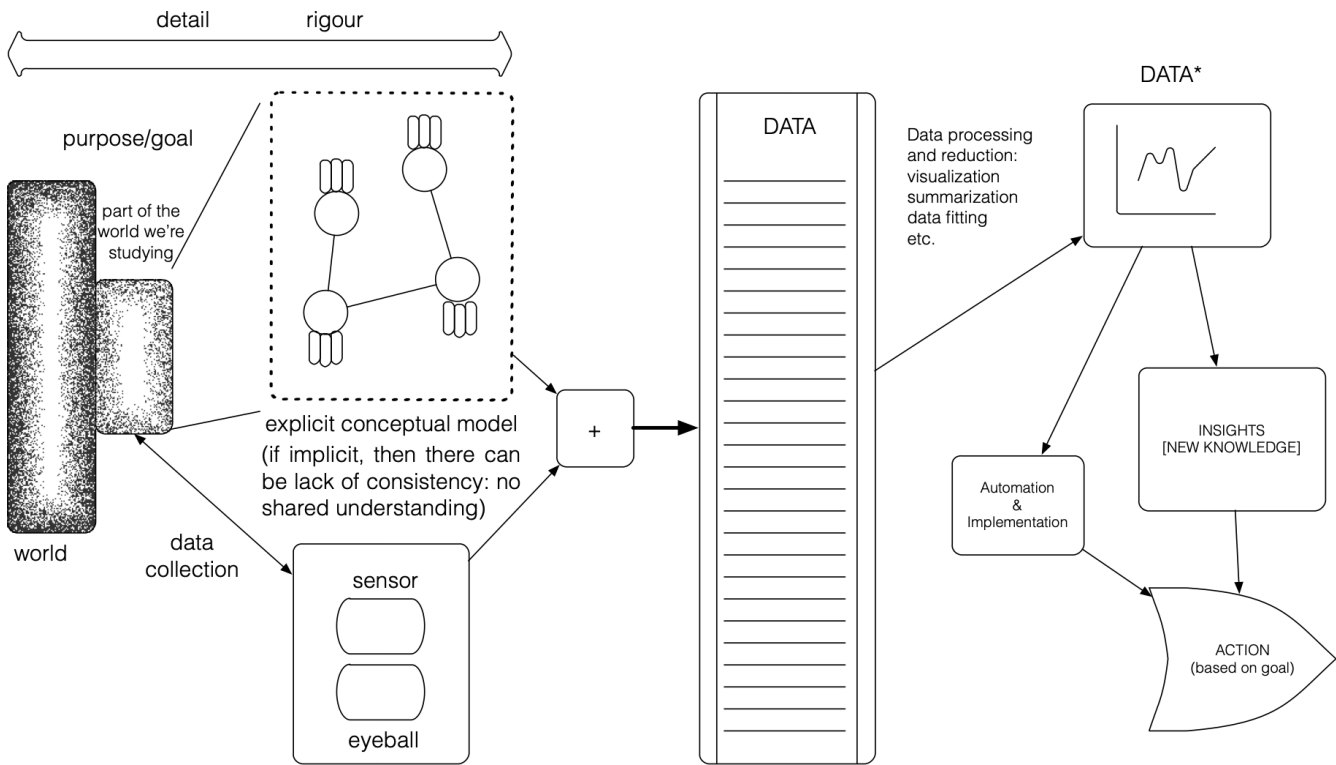 detail rigour
purpose/goal
part of the
world we're
studying
world
explicit conceptual model
(if implicit, then there can
be lack of consistency: no
shared understanding)
data
collection
sensor
eyeball
+
DATA
Data processing
and reduction:
visualization
summarization
data fitting
etc.
DATA*
Automation
&
Implementation
INSIGHTS
[NEW KNOWLEDGE]
ACTION
(based on goal)